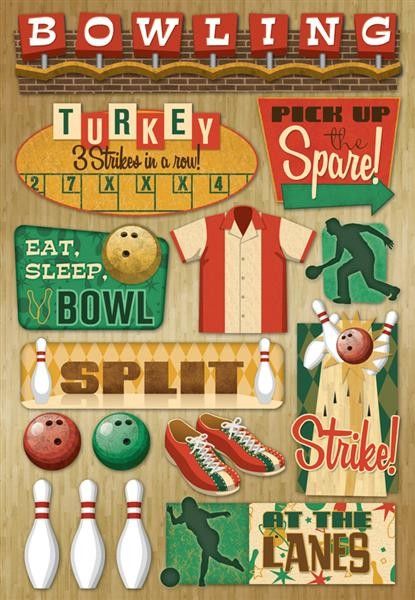 BOWLING
TURKEY
3 Strikes in a row!
2 7 X X X 4
PICK UP
the
Spare!
EAT,
SLEEP,
BOWL
SPLIT
Strike!
AT THE
LANES